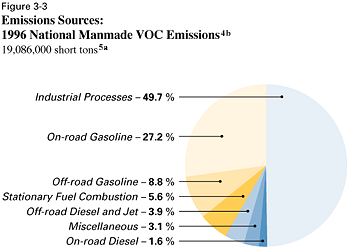 Figure 3-3
Emissions Sources:
1996 National Manmade VOC Emissions4b
19,086,000 short tons5a
Industrial Processes – 49.7 %
On-road Gasoline – 27.2 %
Off-road Gasoline – 8.8 %
Stationary Fuel Combustion – 5.6 %
Off-road Diesel and Jet – 3.9 %
Miscellaneous – 3.1 %
On-road Diesel – 1.6 %